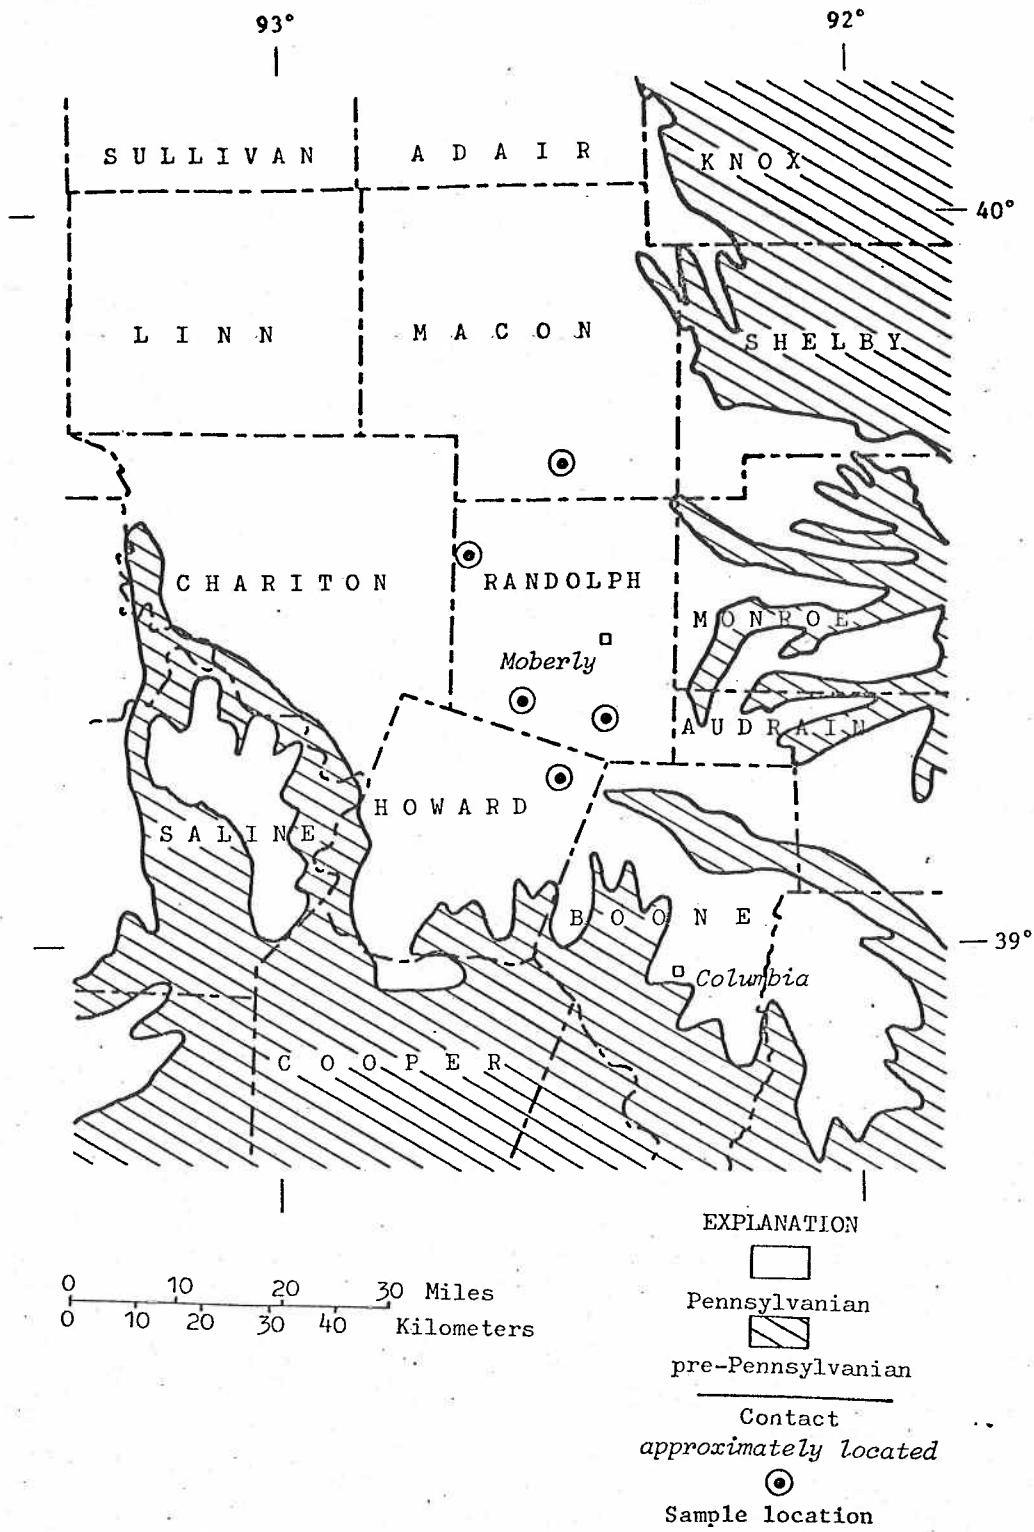 93° 92°
SULLIVAN ADAIR KNOX
40°
LINN MACON SHELBY
CHARITON RANDOLPH
MONROE
Moberly
AUDRAIN
HOWARD
SALINE
BOONE
39°
Columbia
COOPER
EXPLANATION
0 10 20 30 Miles
Pennsylvanian
0 10 20 30 40 Kilometers
pre-Pennsylvanian
Contact
approximately located
Sample location